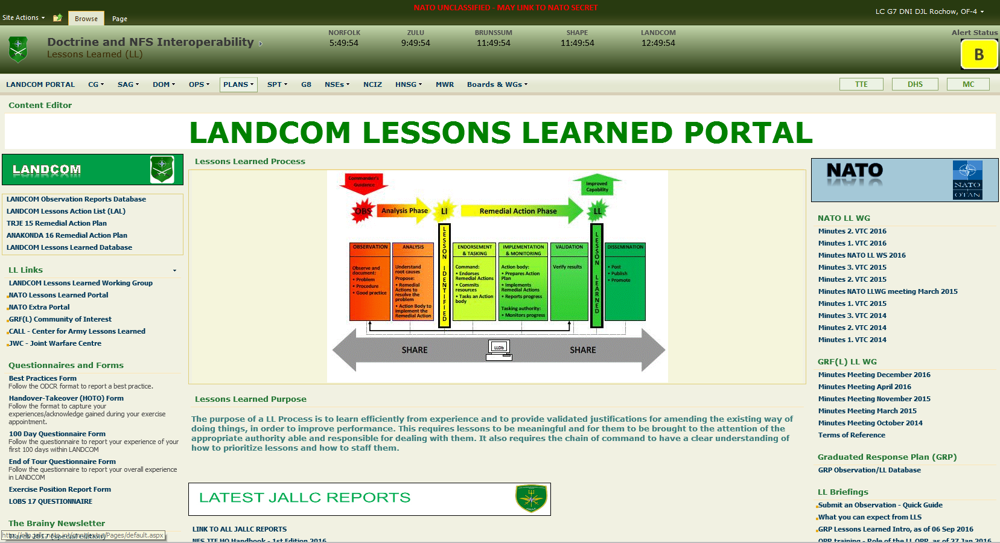 NATO UNCLASSIFIED - MAY LINK TO NATO SECRET
Site Actions
Browse
Page
LC G7 DNI DJL Rochow, OF-4
Doctrine and NFS Interoperability
Lessons Learned (LL)
NORFOLK
5:49:54
ZULU
9:49:54
BRUNSSUM
11:49:54
SHAPE
11:49:54
LANDCOM
12:49:54
Alert Status
B
LANDCOM PORTAL
CG
SAG
DOM
OPS
PLANS
SPT
G8
NSEs
NCIZ
HNSG
MWR
Boards & WGs
TTE
DHS
MC
Content Editor
LANDCOM LESSONS LEARNED PORTAL
LANDCOM
LANDCOM Observation Reports Database
LANDCOM Lessons Action List (LAL)
TRJE 15 Remedial Action Plan
ANAKONDA 16 Remedial Action Plan
LANDCOM Lessons Learned Database
LL Links
LANDCOM Lessons Learned Working Group
NATO Lessons Learned Portal
NATO Extra Portal
GRF(L) Community of Interest
CALL - Center for Army Lessons Learned
JWC - Joint Warfare Centre
Questionnaires and Forms
Best Practices Form
Follow the ODCR format to report a best practice.
Handover-Takeover (HOTO) Form
Follow the format to capture your
experiences/acknowledge gained during your exercise
appointment.
100 Day Questionnaire Form
Follow the questionnaire to report your experience of your
first 100 days within LANDCOM
End of Tour Questionnaire Form
Follow the questionnaire to report your overall experience
in LANDCOM
Exercise Position Report Form
LOBS 17 QUESTIONNAIRE
The Brainy Newsletter
March 2017 (special edition)
Lessons Learned Process
Commander's
Guidance
Improved
Capability
OBS
Analysis Phase
LI
Remedial Action Phase
LL
OBSERVATION
Observe and
document:
• Problem
• Procedure
• Good practice
ANALYSIS
Understand
root causes
Propose:
• Remedial
Actions to
resolve the
problem
• Action Body to
implement the
Remedial Action
LESSON IDENTIFIED
ENDORSEMENT
& TASKING
Command:
• Endorses
Remedial Actions
• Commits
resources
• Tasks an Action
body
IMPLEMENTATION
& MONITORING
Action body:
• Prepares Action
Plan
• Implements
Remedial Actions
• Reports progress
Tasking authority:
• Monitors progress
VALIDATION
Verify results
LESSON LEARNED
DISSEMINATION
• Post
• Publish
• Promote
SHARE
LLDb
SHARE
Lessons Learned Purpose
The purpose of a LL Process is to learn efficiently from experience and to provide validated justifications for amending the existing way of
doing things, in order to improve performance. This requires lessons to be meaningful and for them to be brought to the attention of the
appropriate authority able and responsible for dealing with them. It also requires the chain of command to have a clear understanding of
how to prioritize lessons and how to staff them.
LATEST JALLC REPORTS
LINK TO ALL JALLC REPORTS
NFS JTF HQ Handbook - 1st Edition 2016
NATO
NATO
OTAN
NATO LL WG
Minutes 2. VTC 2016
Minutes 1. VTC 2016
Minutes NATO LL WS 2016
Minutes 3. VTC 2015
Minutes 2. VTC 2015
Minutes NATO LLWG meeting March 2015
Minutes 1. VTC 2015
Minutes 3. VTC 2014
Minutes 2. VTC 2014
Minutes 1. VTC 2014
GRF(L) LL WG
Minutes Meeting December 2016
Minutes Meeting April 2016
Minutes Meeting November 2015
Minutes Meeting March 2015
Minutes Meeting October 2014
Terms of Reference
Graduated Response Plan (GRP)
GRP Observation/LL Database
LL Briefings
Submit an Observation - Quick Guide
What you can expect from LLS
GRP Lessons Learned Intro, as of 06 Sep 2016
OPR training - Role of the LL OPR, as of 27 Jan 2016